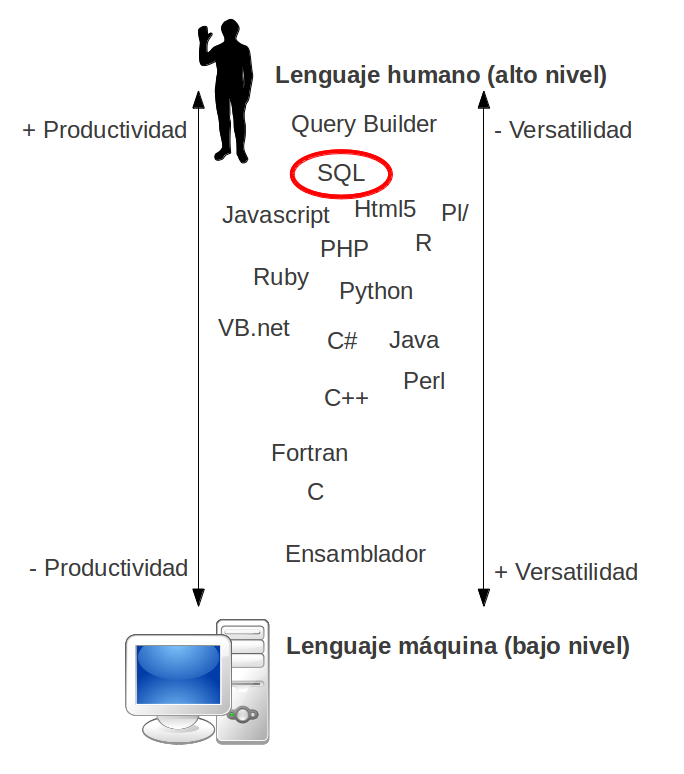 Lenguaje humano (alto nivel)
+ Productividad
Query Builder
- Versatilidad
SQL
Javascript
Html5
Pl/
PHP
R
Ruby
Python
VB.net
C#
Java
Perl
C++
Fortran
C
Ensamblador
- Productividad
+ Versatilidad
Lenguaje máquina (bajo nivel)